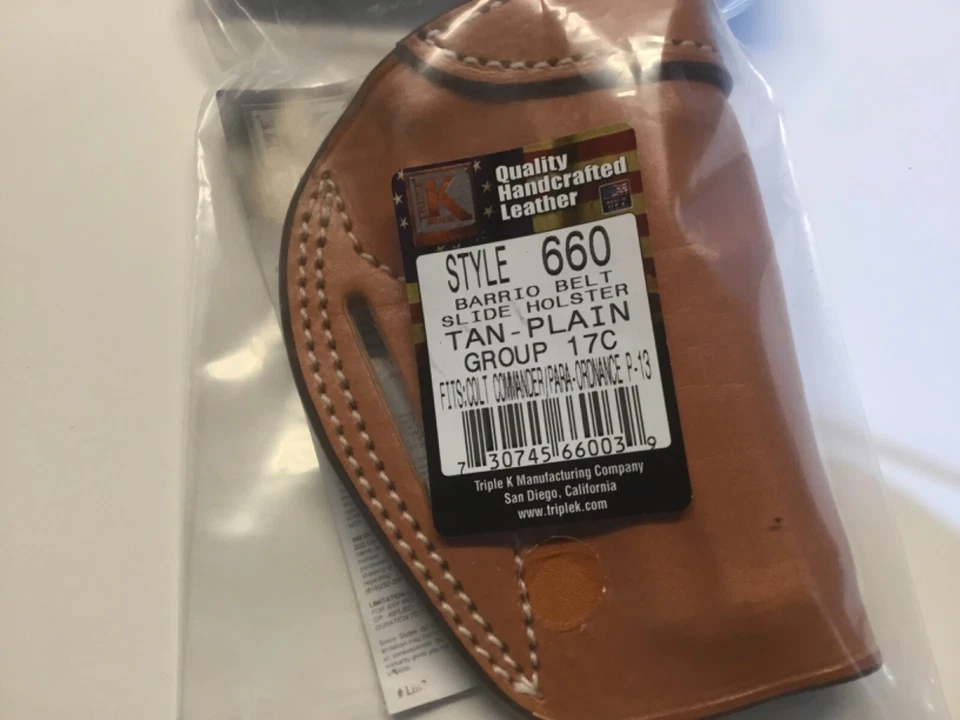 K
Quality
Handcrafted
Leather
STYLE 660
BARRIO BELT
SLIDE HOLSTER
TAN-PLAIN
GROUP 17C
FITS:COLT COMMANDER/PARA-ORDNANCE P-13
7 30745 66003 9
Triple K Manufacturing Company
San Diego, California
www.triplek.com